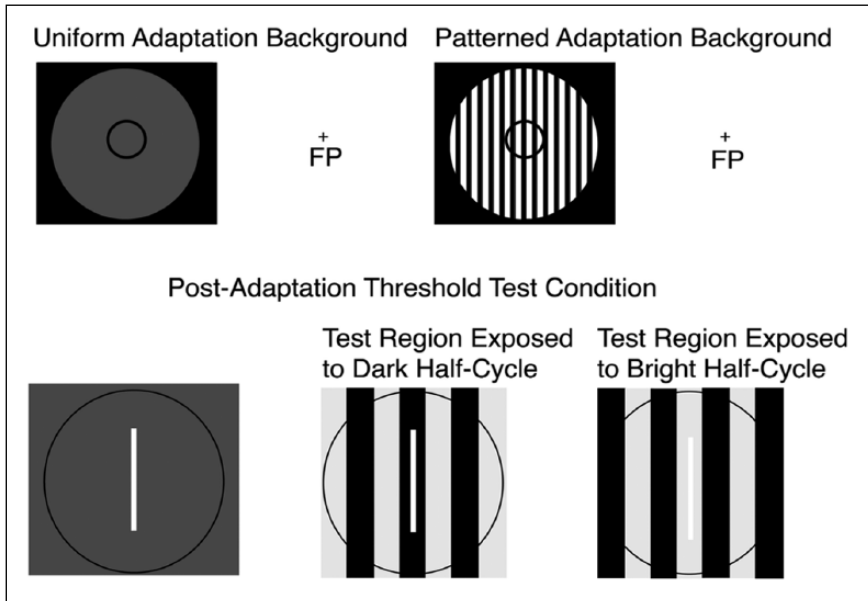 Uniform Adaptation Background
Patterned Adaptation Background
+
FP
+
FP
Post-Adaptation Threshold Test Condition
Test Region Exposed
to Dark Half-Cycle
Test Region Exposed
to Bright Half-Cycle